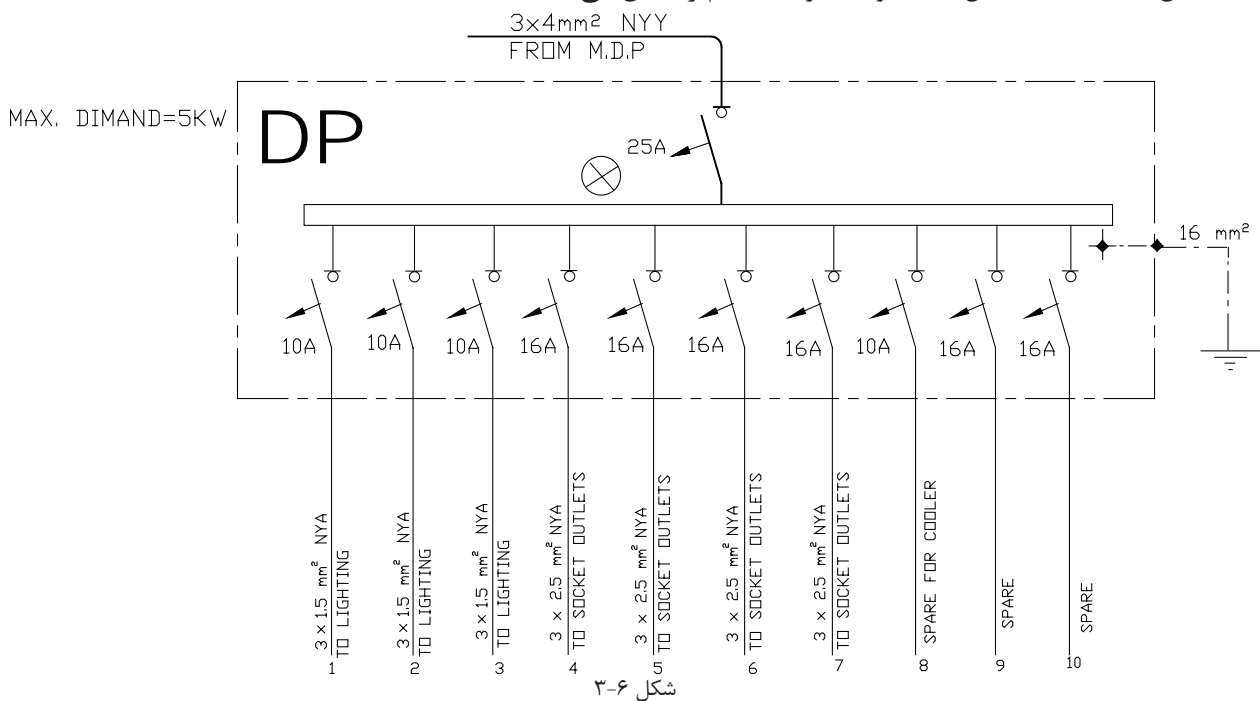 3x4mm² NYY
FROM M.D.P
MAX. DIMAND=5KW
DP
25A
16 mm²
10A
10A
10A
16A
16A
16A
16A
10A
16A
16A
3 x 1.5 mm² NYA
TO LIGHTING
3 x 1.5 mm² NYA
TO LIGHTING
3 x 1.5 mm² NYA
TO LIGHTING
3 x 2.5 mm² NYA
TO SOCKET OUTLETS
3 x 2.5 mm² NYA
TO SOCKET OUTLETS
3 x 2.5 mm² NYA
TO SOCKET OUTLETS
3 x 2.5 mm² NYA
TO SOCKET OUTLETS
SPARE FOR COOLER
SPARE
SPARE
1 2 3 4 5 6 7 8 9 10
شکل ۶-۳